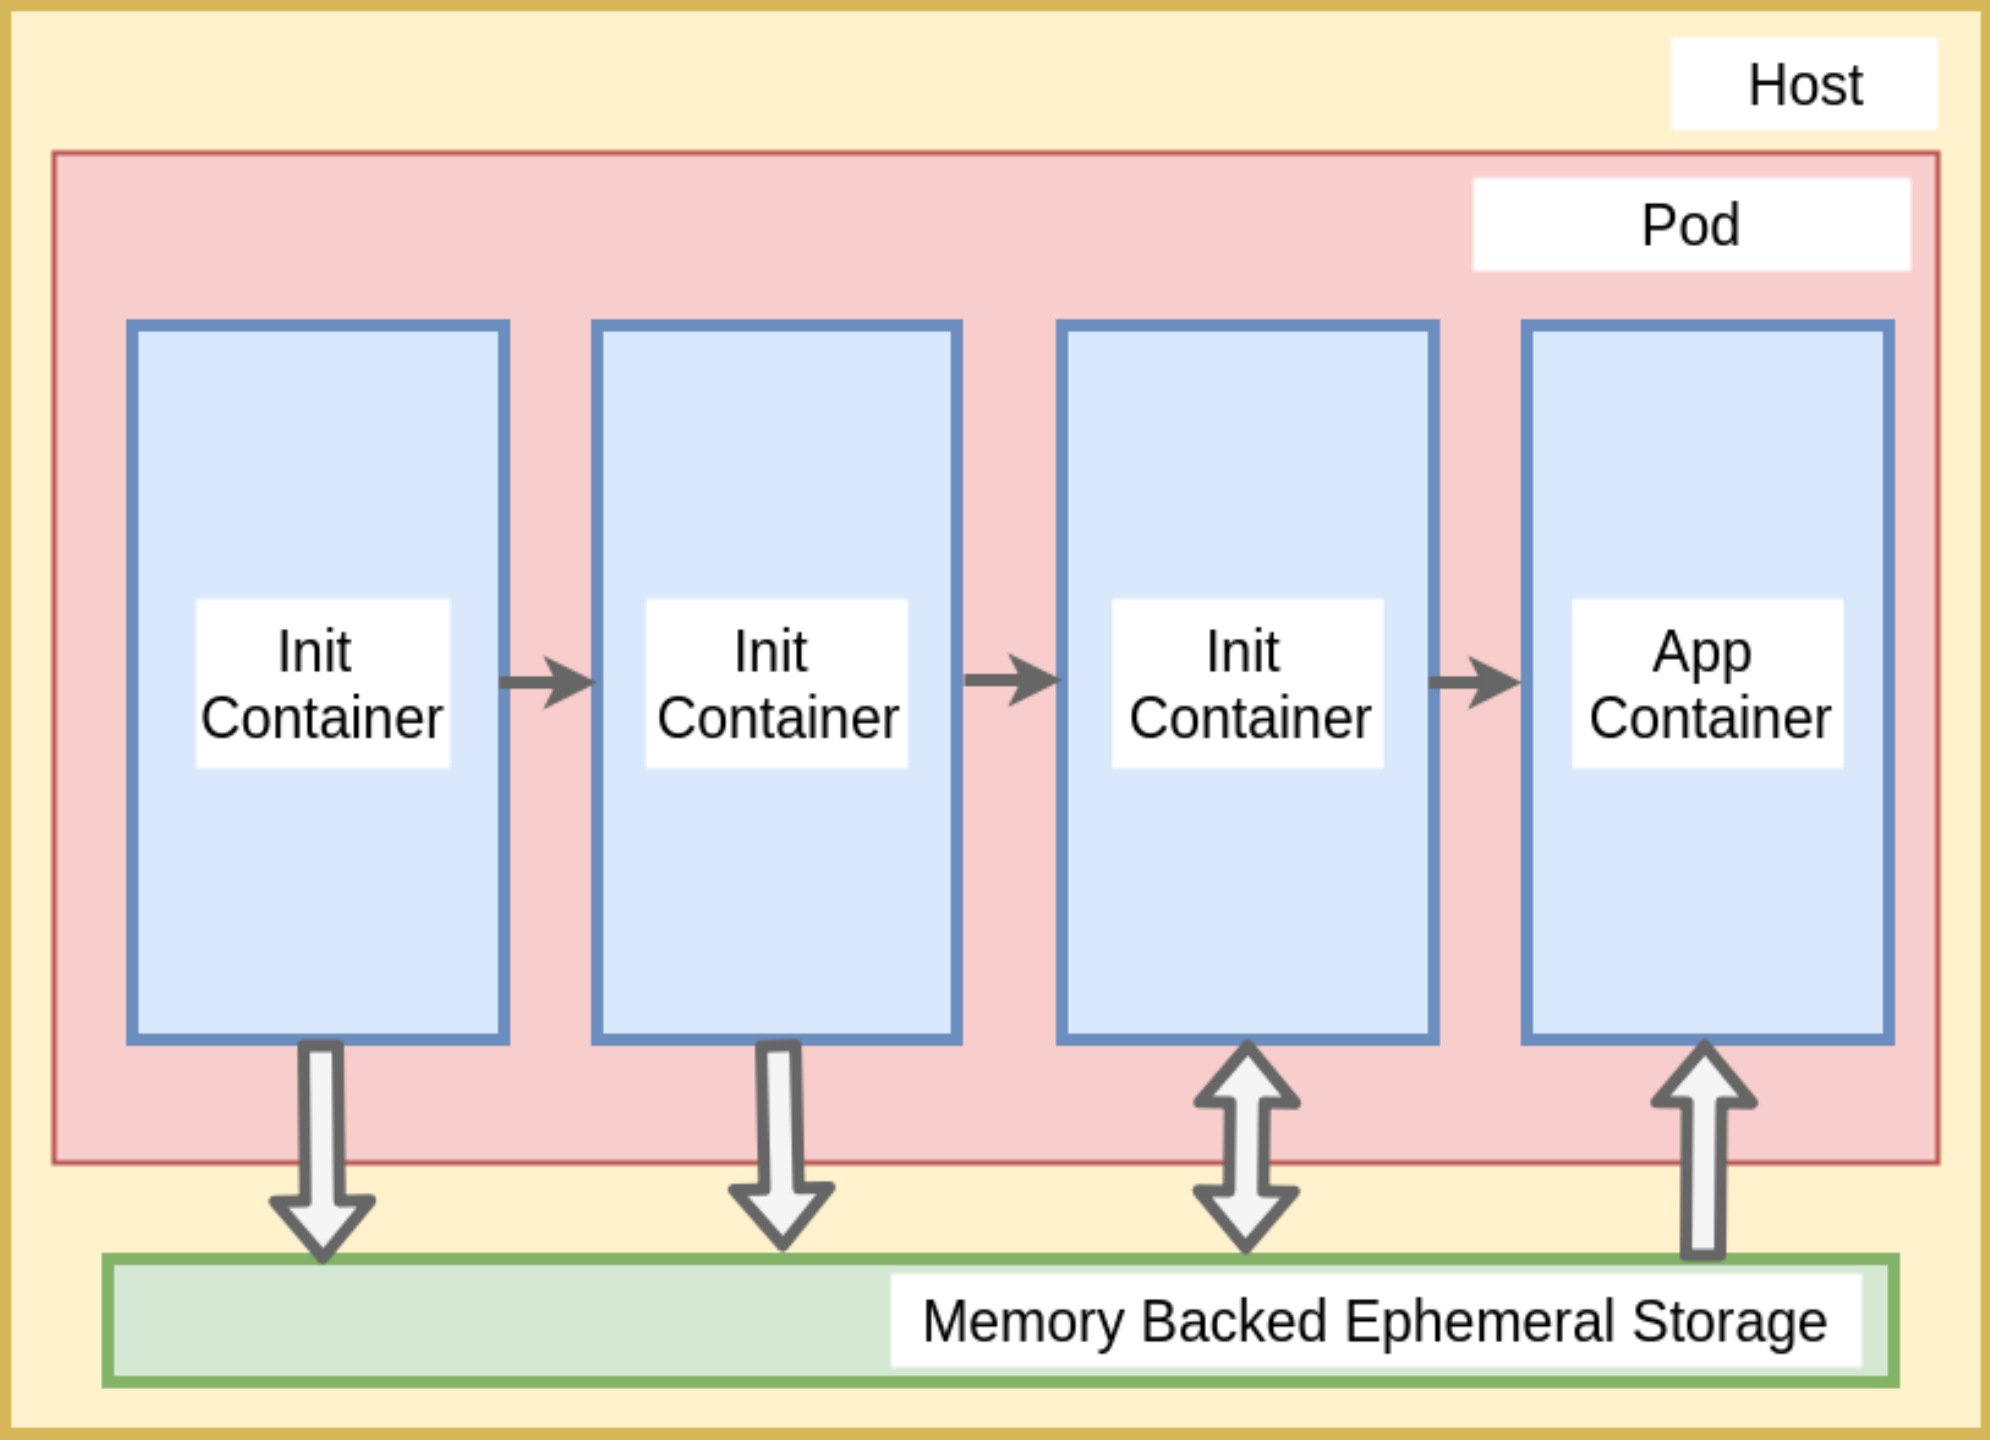 Host
Pod
Init
Container
Init
Container
Init
Container
App
Container
Memory Backed Ephemeral Storage